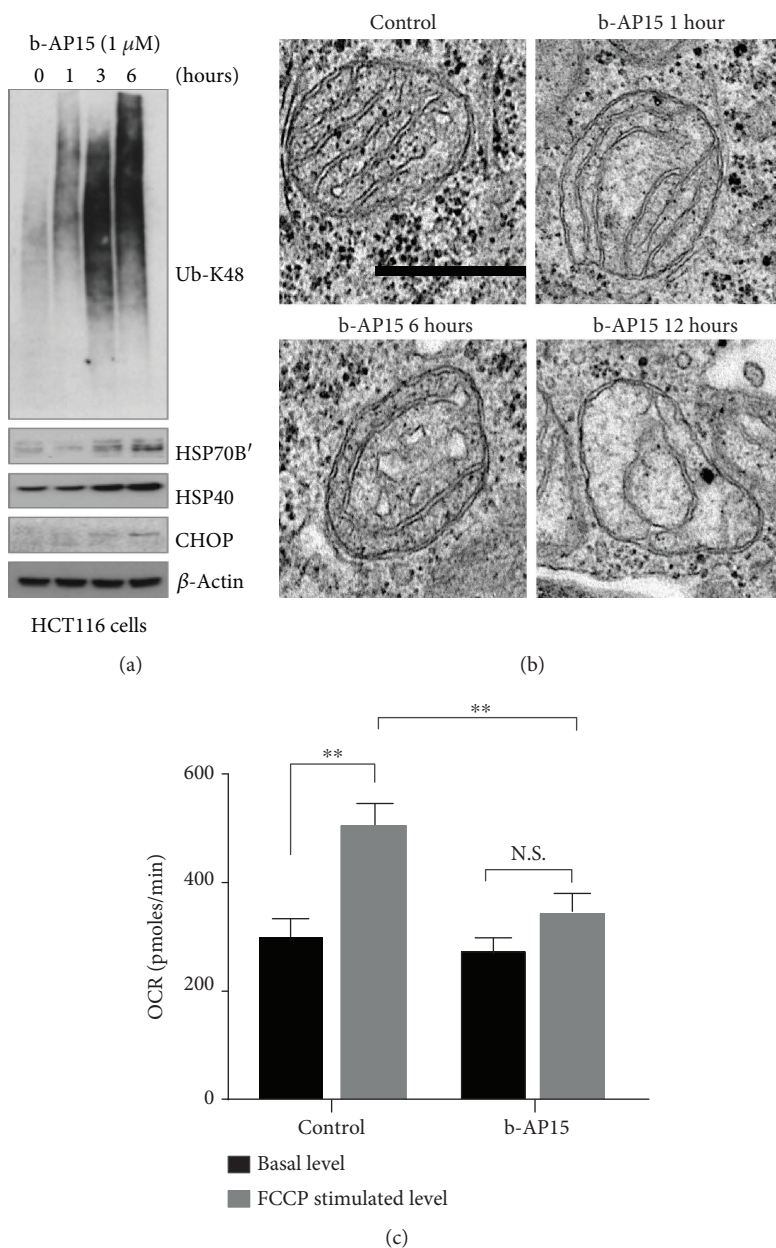 b-AP15 (1 μM)
0 1 3 6 (hours)
Ub-K48
HSP70B′
HSP40
CHOP
β-Actin
HCT116 cells
(a)
Control
b-AP15 1 hour
b-AP15 6 hours
b-AP15 12 hours
(b)
**
**
N.S.
600
400
200
0
OCR (pmoles/min)
Control
b-AP15
Basal level
FCCP stimulated level
(c)